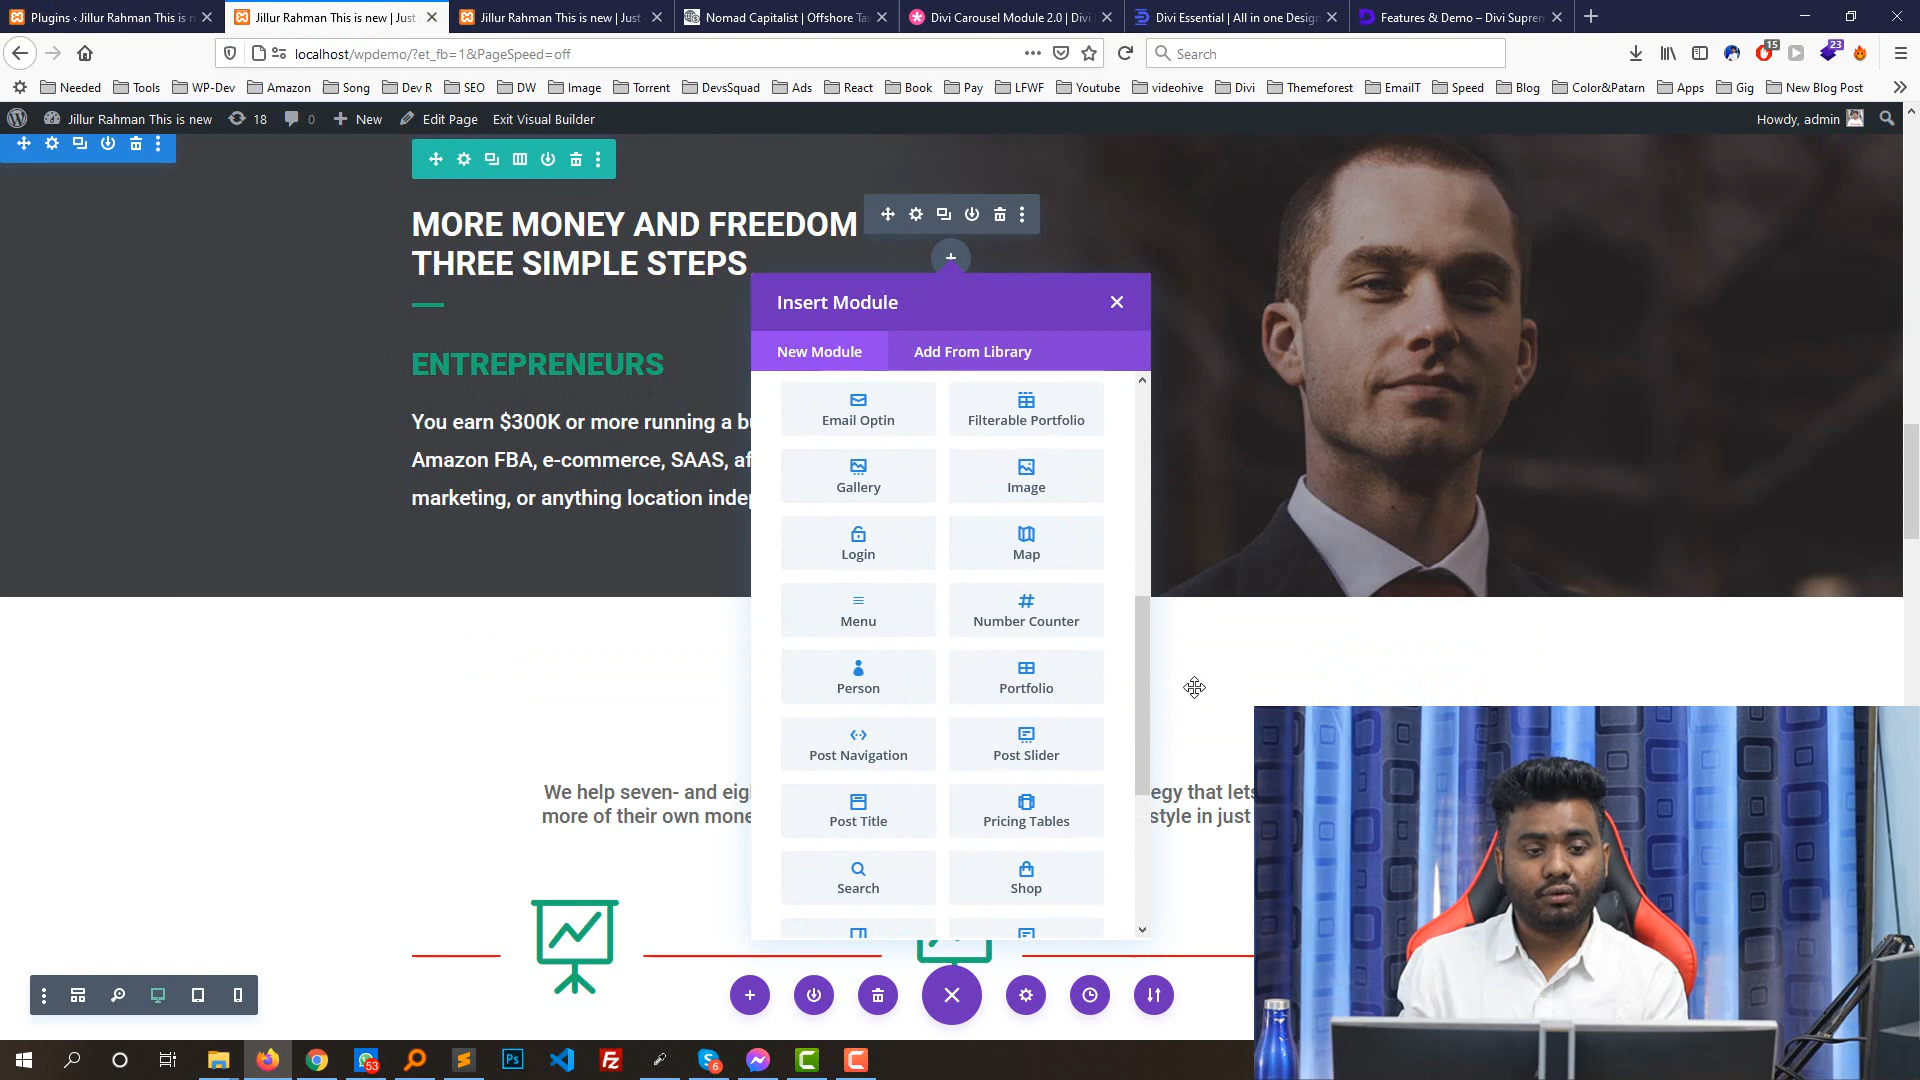 Plugins ‹ Jillur Rahman This is n
Jillur Rahman This is new | Just
Jillur Rahman This is new | Just
Nomad Capitalist | Offshore Ta
Divi Carousel Module 2.0 | Divi
Divi Essential | All in one Design
Features & Demo – Divi Suprem
localhost/wpdemo/?et_fb=1&PageSpeed=off
Search
15
23
Needed
Tools
WP-Dev
Amazon
Song
Dev R
SEO
DW
Image
Torrent
DevsSquad
Ads
React
Book
Pay
LFWF
Youtube
videohive
Divi
Themeforest
EmailT
Speed
Blog
Color&Patarn
Apps
Gig
New Blog Post
Jillur Rahman This is new
18
0
New
Edit Page
Exit Visual Builder
Howdy, admin
MORE MONEY AND FREEDOM
THREE SIMPLE STEPS
ENTREPRENEURS
You earn $300K or more running a bu
Amazon FBA, e-commerce, SAAS, af
marketing, or anything location indep
Insert Module
New Module
Add From Library
Email Optin
Filterable Portfolio
Gallery
Image
Login
Map
Menu
Number Counter
Person
Portfolio
Post Navigation
Post Slider
Post Title
Pricing Tables
Search
Shop
We help seven- and eig
egy that lets
more of their own mone
style in just
53
Ps
6